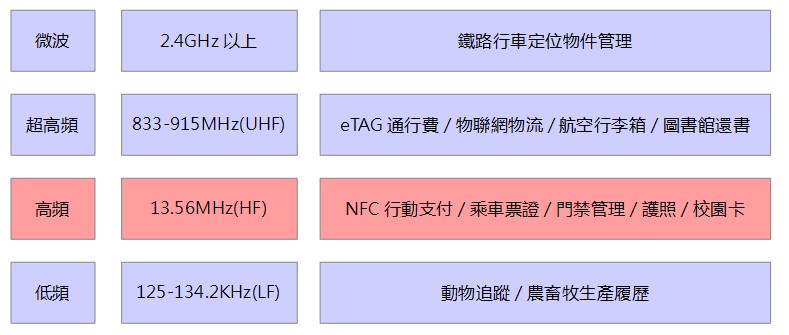 微波 2.4GHz 以上 鐵路行車定位物件管理
超高頻 833-915MHz(UHF) eTAG 通行費 / 物聯網物流 / 航空行李箱 / 圖書館還書
高頻 13.56MHz(HF) NFC 行動支付 / 乘車票證 / 門禁管理 / 護照 / 校園卡
低頻 125-134.2KHz(LF) 動物追蹤 / 農畜牧生產履歷